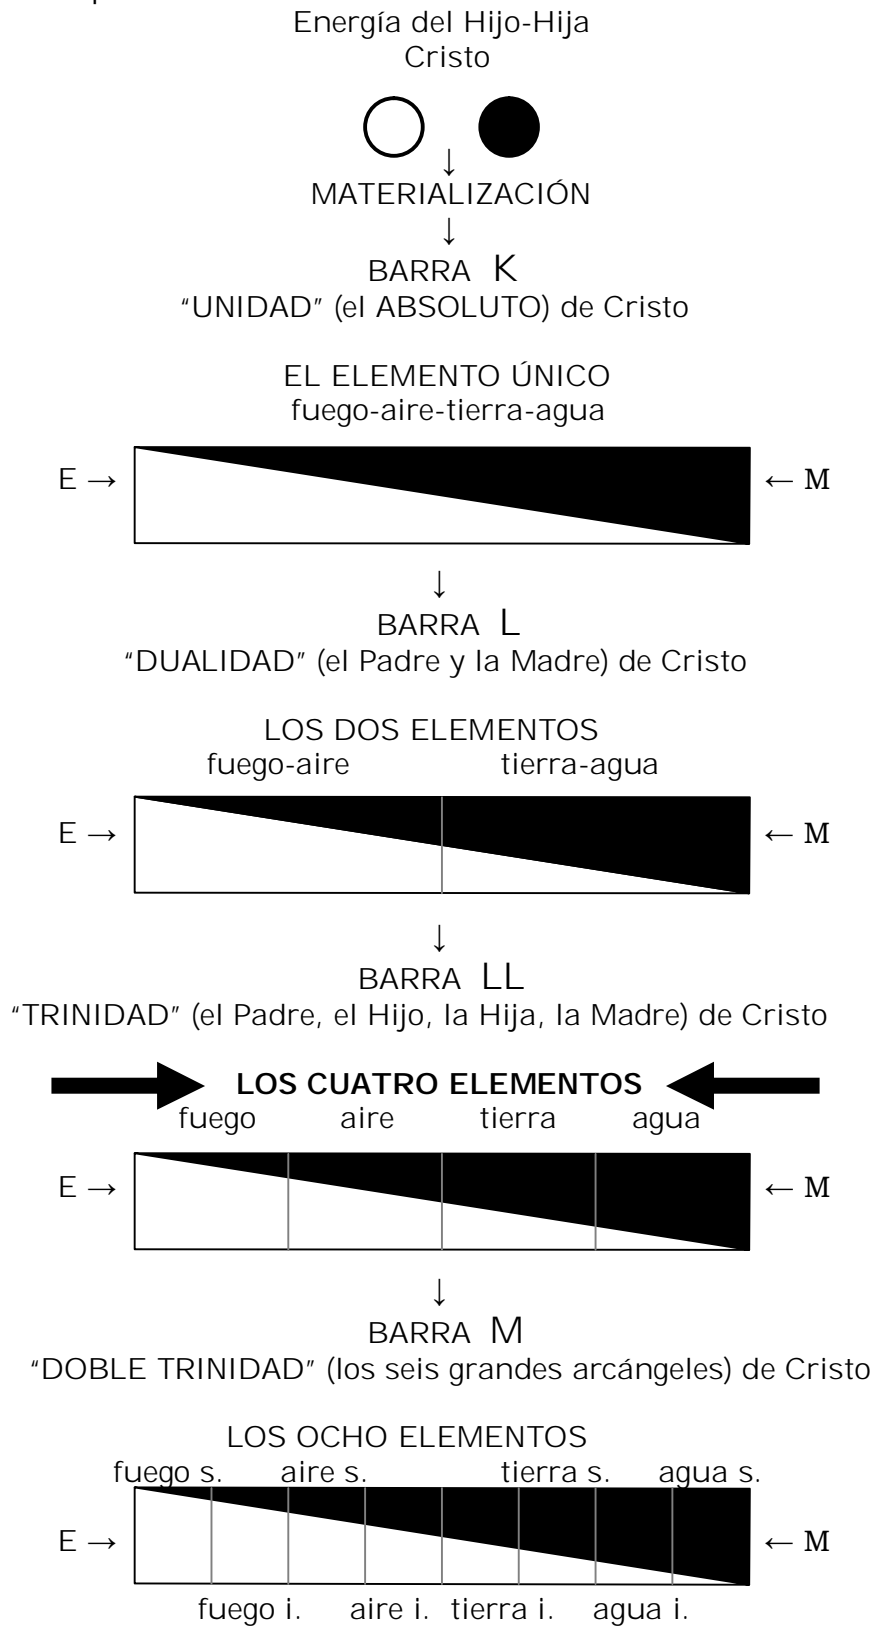 Energía del Hijo-Hija
Cristo
↓
MATERIALIZACIÓN
↓
BARRA K
“UNIDAD” (el ABSOLUTO) de Cristo
EL ELEMENTO ÚNICO
fuego-aire-tierra-agua
E → ← M
↓
BARRA L
“DUALIDAD” (el Padre y la Madre) de Cristo
LOS DOS ELEMENTOS
fuego-aire tierra-agua
E → ← M
↓
BARRA LL
“TRINIDAD” (el Padre, el Hijo, la Hija, la Madre) de Cristo
LOS CUATRO ELEMENTOS
fuego aire tierra agua
E → ← M
↓
BARRA M
“DOBLE TRINIDAD” (los seis grandes arcángeles) de Cristo
LOS OCHO ELEMENTOS
fuego s. aire s. tierra s. agua s.
E → ← M
fuego i. aire i. tierra i. agua i.